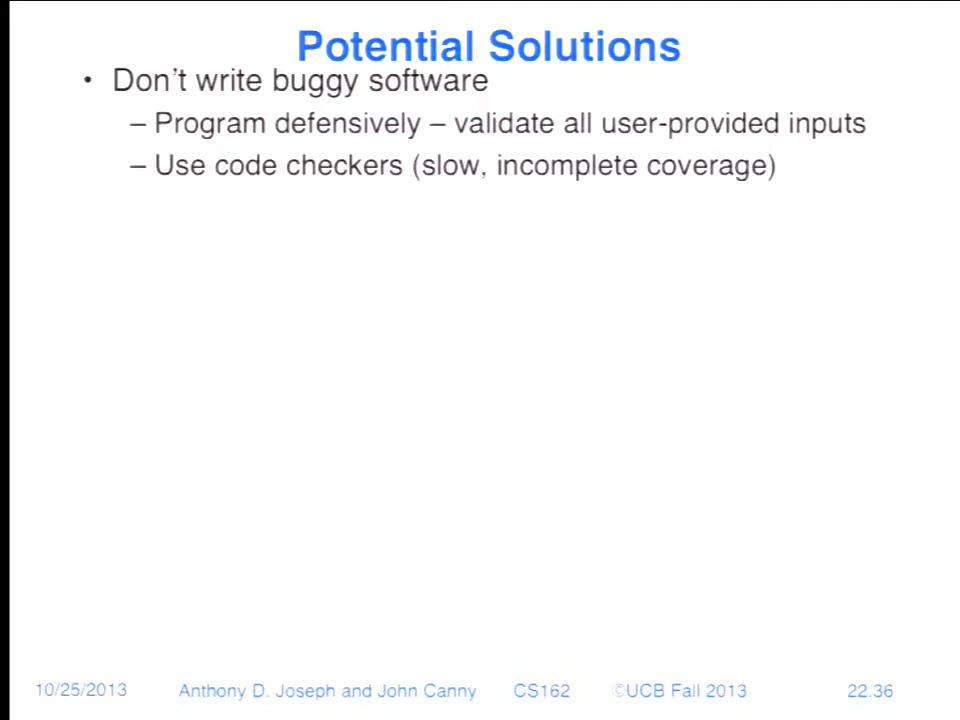 Potential Solutions
• Don't write buggy software
– Program defensively – validate all user-provided inputs
– Use code checkers (slow, incomplete coverage)
10/25/2013 Anthony D. Joseph and John Canny CS162 ©UCB Fall 2013 22.36